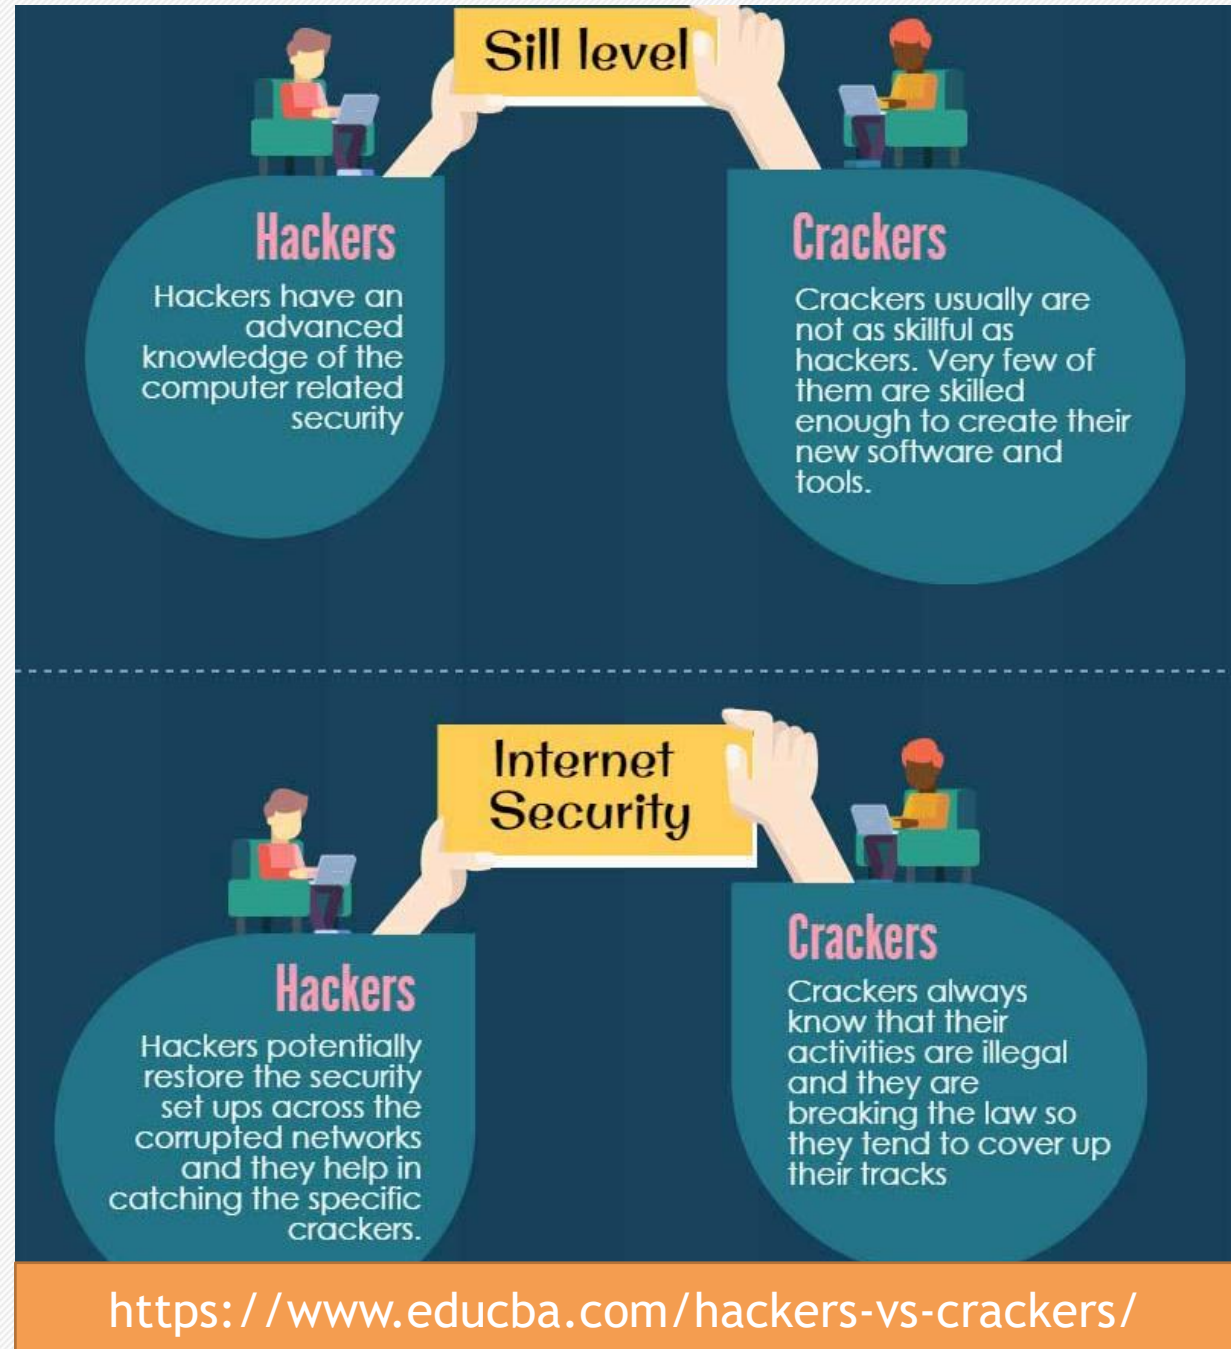 Sill level
Hackers
Hackers have an
advanced
knowledge of the
computer related
security
Crackers
Crackers usually are
not as skillful as
hackers. Very few of
them are skilled
enough to create their
new software and
tools.
Internet
Security
Hackers
Hackers potentially
restore the security
set ups across the
corrupted networks
and they help in
catching the specific
crackers.
Crackers
Crackers always
know that their
activities are illegal
and they are
breaking the law so
they tend to cover up
their tracks
https://www.educba.com/hackers-vs-crackers/